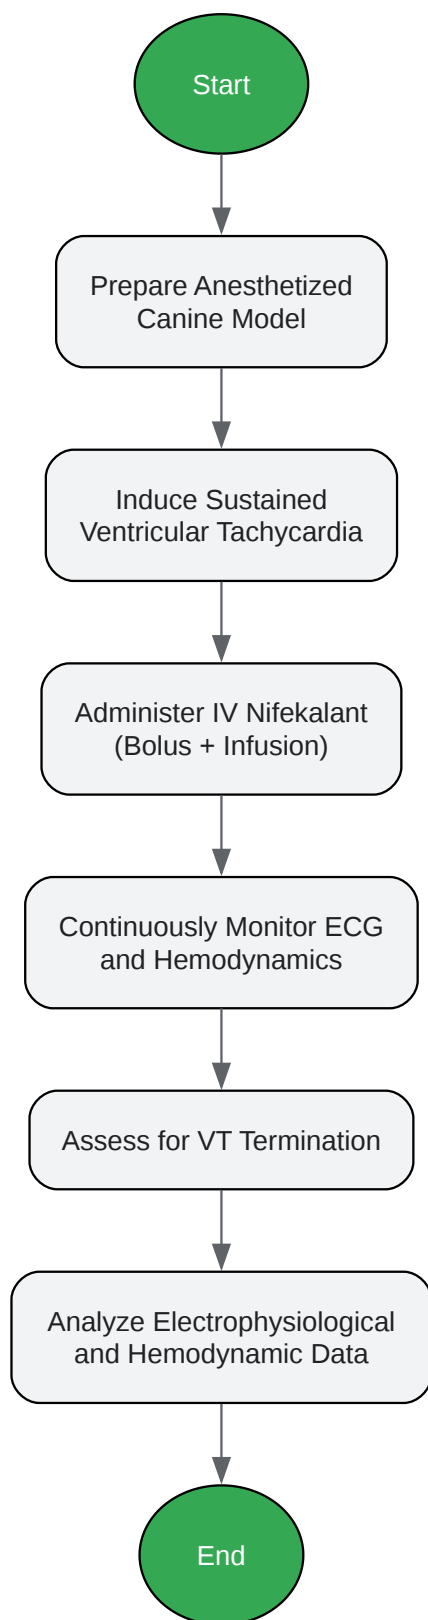 Start
Prepare Anesthetized
Canine Model
Induce Sustained
Ventricular Tachycardia
Administer IV Nifekalant
(Bolus + Infusion)
Continuously Monitor ECG
and Hemodynamics
Assess for VT Termination
Analyze Electrophysiological
and Hemodynamic Data
End